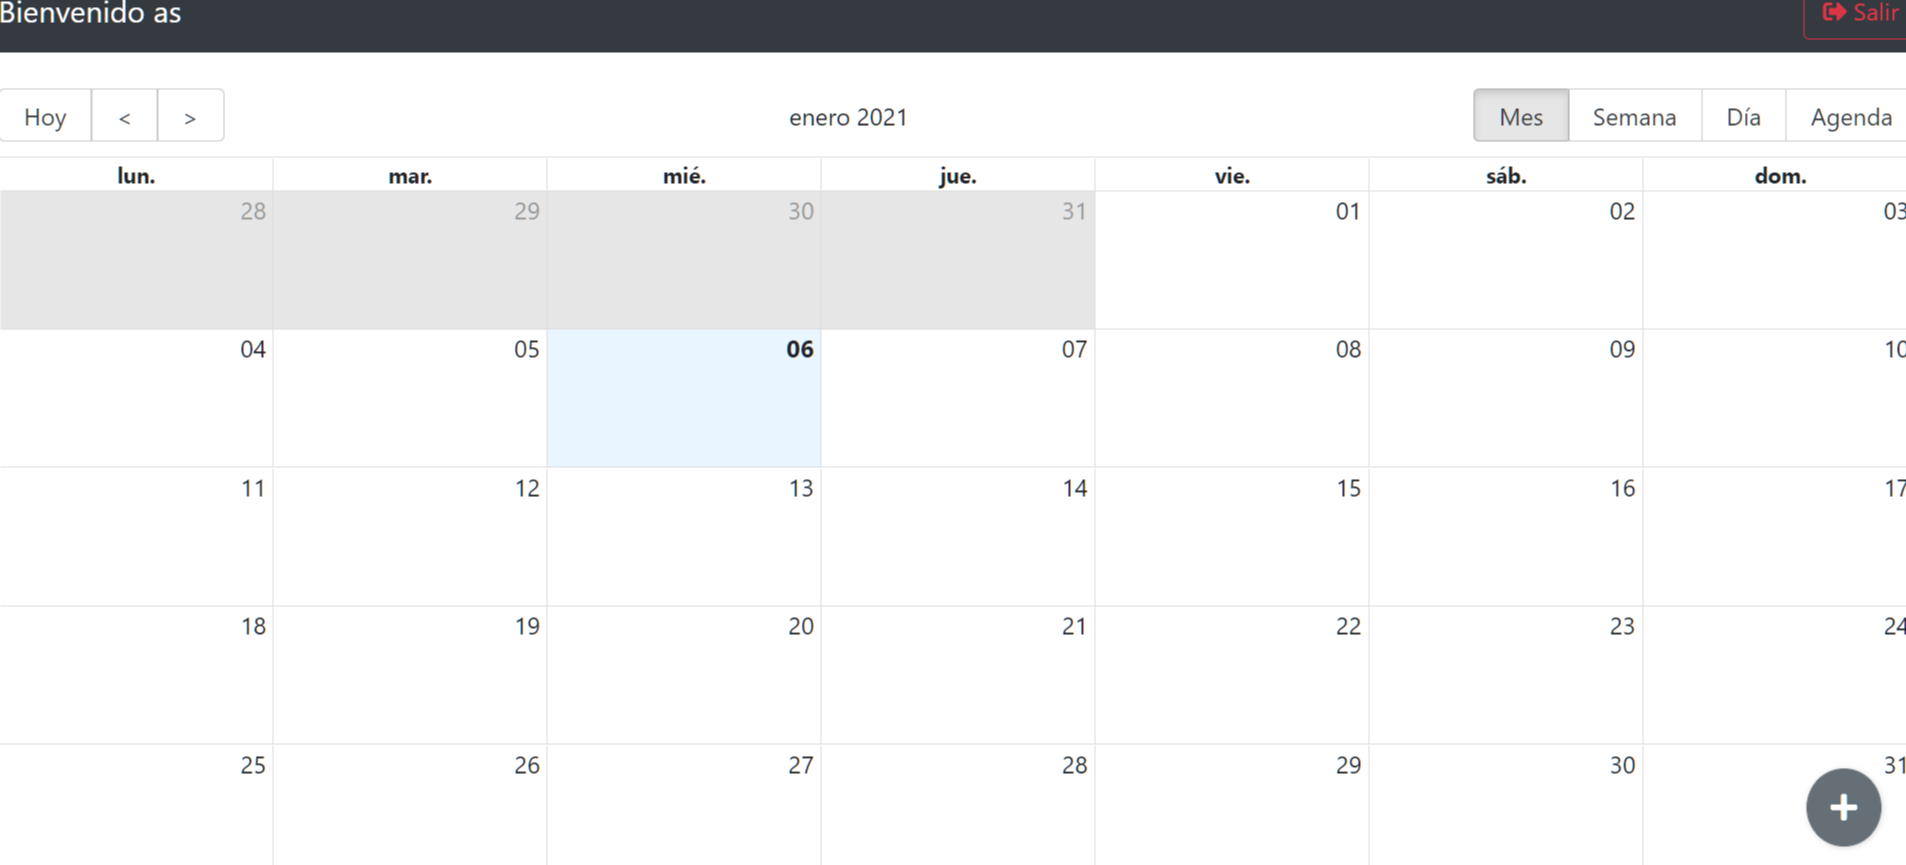 Bienvenido as
Salir
Hoy < > enero 2021 Mes Semana Día Agenda
lun. mar. mié. jue. vie. sáb. dom.
28 29 30 31 01 02 03
04 05 06 07 08 09 10
11 12 13 14 15 16 17
18 19 20 21 22 23 24
25 26 27 28 29 30 31
+